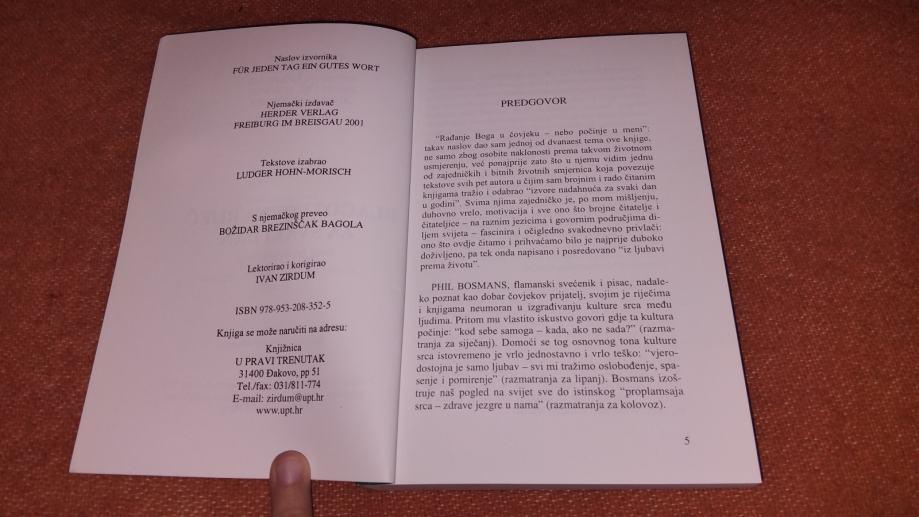 Naslov izvornika
FÜR JEDEN TAG EIN GUTES WORT
Njemački izdavač
HERDER VERLAG
FREIBURG IM BREISGAU 2001
Tekstove izabrao
LUDGER HOHN-MORISCH
S njemačkog preveo
BOŽIDAR BREZINŠČAK BAGOLA
Lektorirao i korigirao
IVAN ZIRDUM
ISBN 978-953-208-352-5
Knjiga se može naručiti na adresu:
Knjižnica
U PRAVI TRENUTAK
31400 Đakovo, pp 51
Tel./fax: 031/811-774
E-mail: zirdum@upt.hr
www.upt.hr
PREDGOVOR
“Rađanje Boga u čovjeku – nebo počinje u meni”:
takav naslov dao sam jednoj od dvanaest tema ove knjige,
ne samo zbog osobite naklonosti prema takvom životnom
usmjerenju, već ponajprije zato što u njemu vidim jednu
od zajedničkih i bitnih životnih smjernica koja povezuje
tekstove svih pet autora u čijim sam brojnim i rado čitanim
knjigama tražio i odabrao “izvore nadahnuća za svaki dan
u godini”. Svima njima zajedničko je, po mom mišljenju,
duhovno vrelo, motivacija i sve ono što brojne čitatelje i
čitateljice – na raznim jezicima i govornim područjima di-
ljem svijeta – fascinira i očigledno svakodnevno privlači:
ono što ovdje čitamo i prihvaćamo bilo je najprije duboko
doživljeno, pa tek onda napisano i posredovano “iz ljubavi
prema životu”.
PHIL BOSMANS, flamanski svećenik i pisac, nadale-
ko poznat kao dobar čovjekov prijatelj, svojim je riječima
i knjigama neumoran u izgrađivanju kulture srca među
ljudima. Pritom mu vlastito iskustvo govori gdje ta kultura
počinje: “kod sebe samoga – kada, ako ne sada?” (razma-
tranja za siječanj). Domoći se tog osnovnog tona kulture
srca istovremeno je vrlo jednostavno i vrlo teško: “vjero-
dostojna je samo ljubav – svi mi tražimo oslobođenje, spa-
senje i pomirenje” (razmatranja za lipanj). Bosmans izoš-
truje naš pogled na svijet sve do istinskog “proplamsaja
srca – zdrave jezgre u nama” (razmatranja za kolovoz).
5